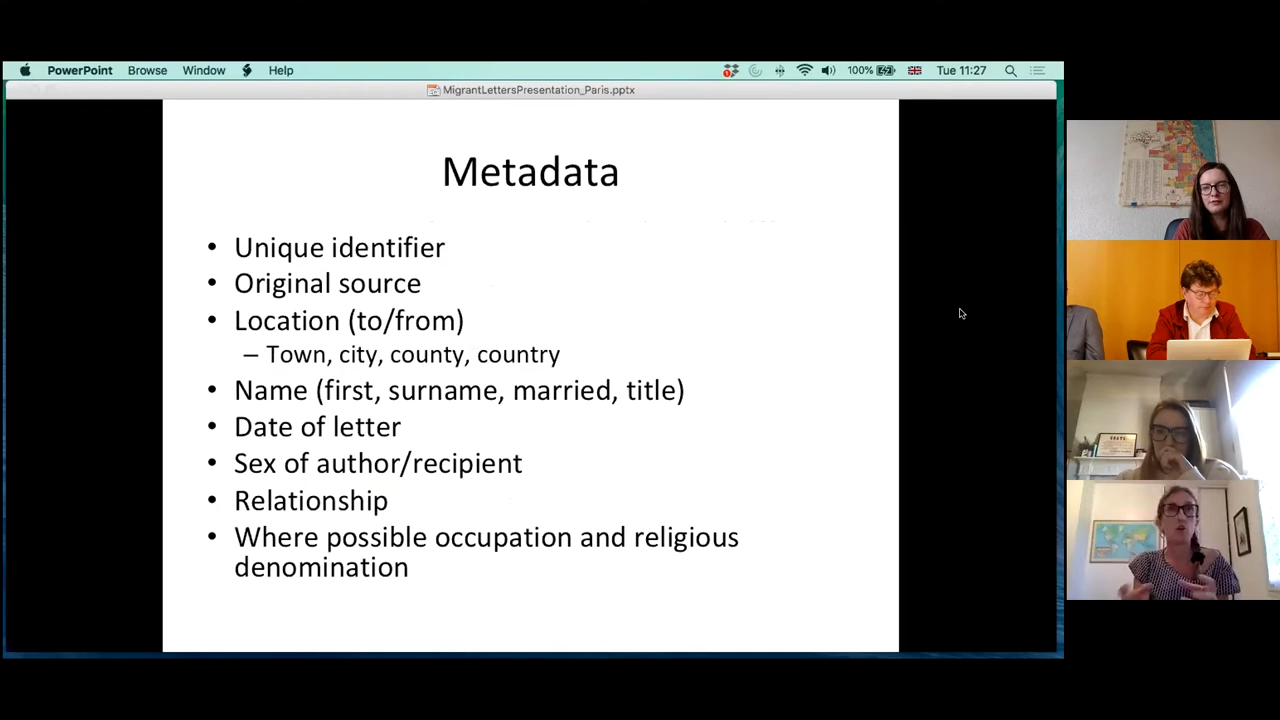 PowerPoint Browse Window Help 100% Tue 11:27
MigrantLettersPresentation_Paris.pptx
Metadata
• Unique identifier
• Original source
• Location (to/from)
– Town, city, county, country
• Name (first, surname, married, title)
• Date of letter
• Sex of author/recipient
• Relationship
• Where possible occupation and religious
denomination